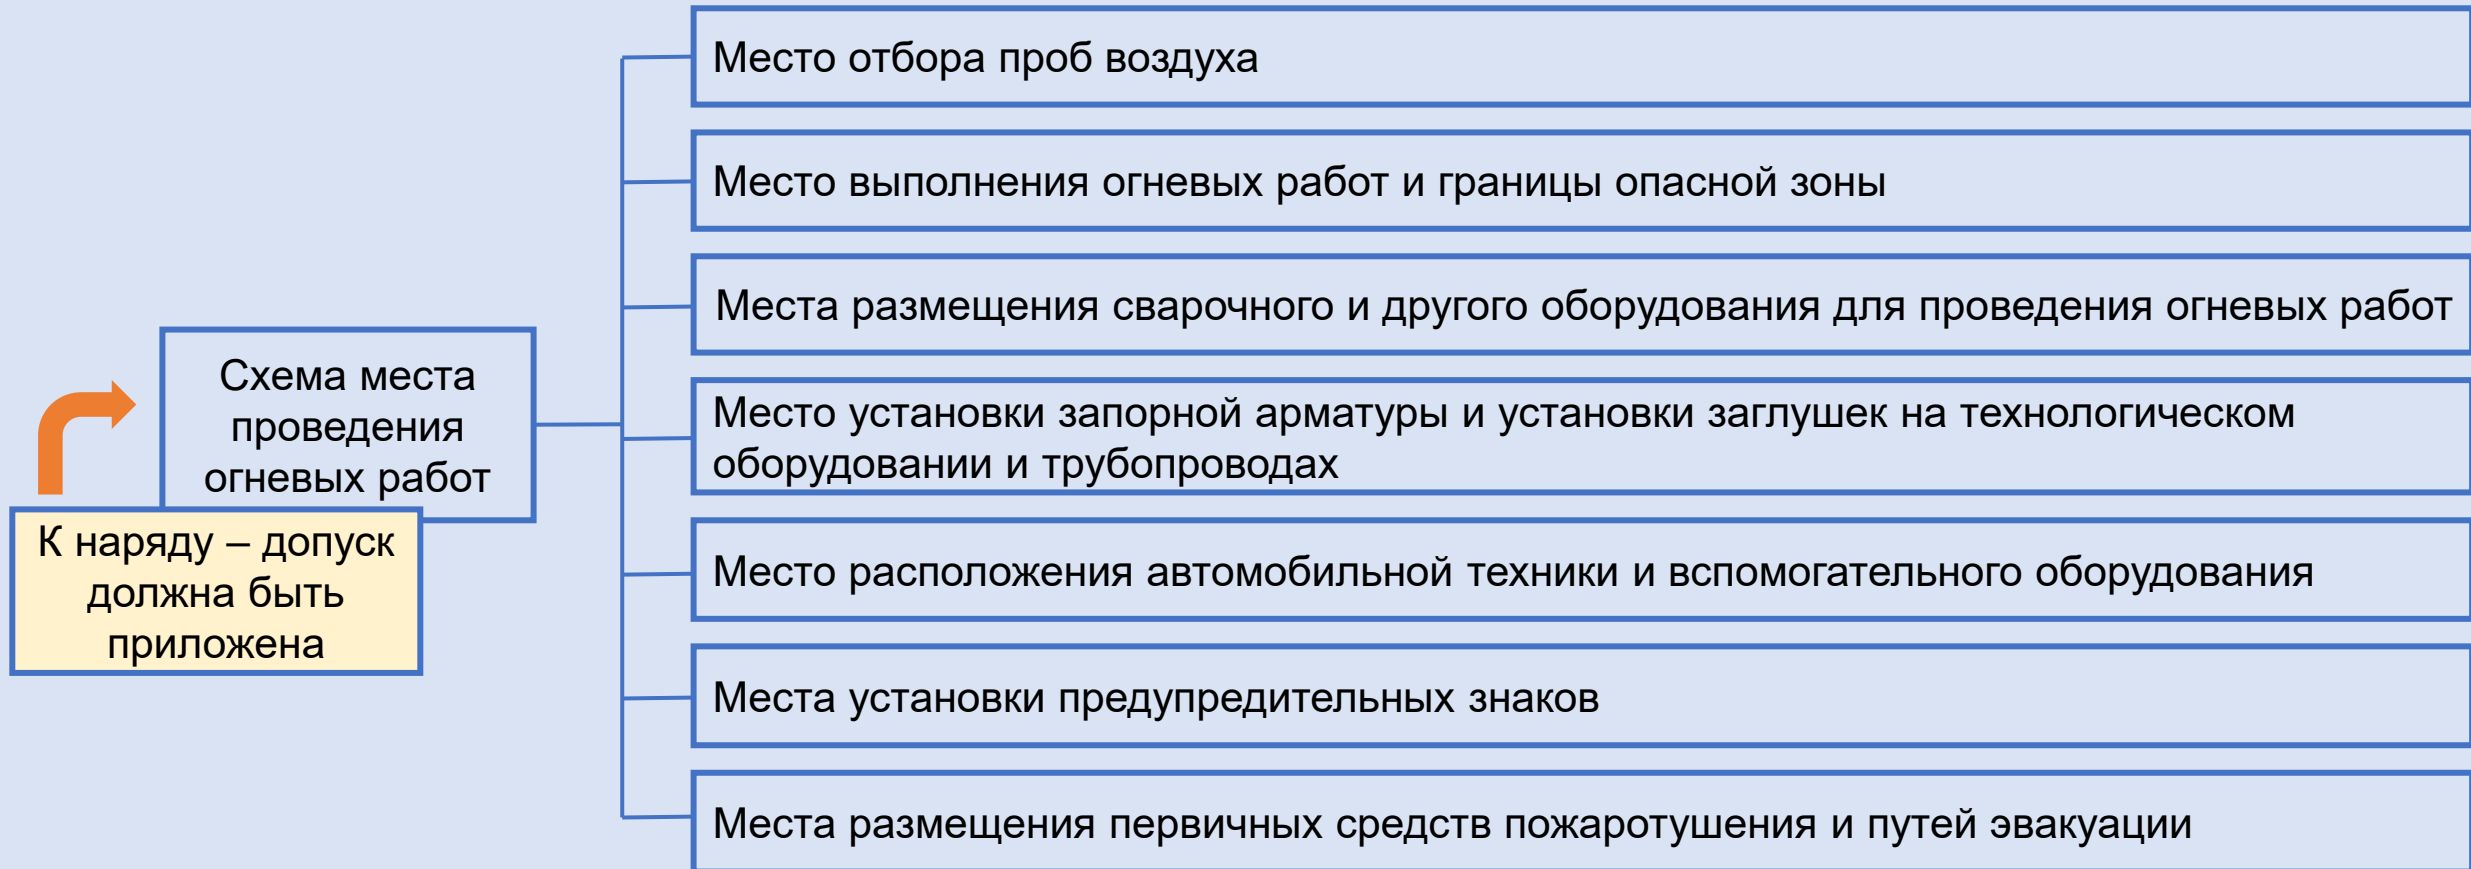 Место отбора проб воздуха
Место выполнения огневых работ и границы опасной зоны
Места размещения сварочного и другого оборудования для проведения огневых работ
Схема места
проведения
огневых работ
Место установки запорной арматуры и установки заглушек на технологическом
оборудовании и трубопроводах
К наряду – допуск
должна быть
приложена
Место расположения автомобильной техники и вспомогательного оборудования
Места установки предупредительных знаков
Места размещения первичных средств пожаротушения и путей эвакуации